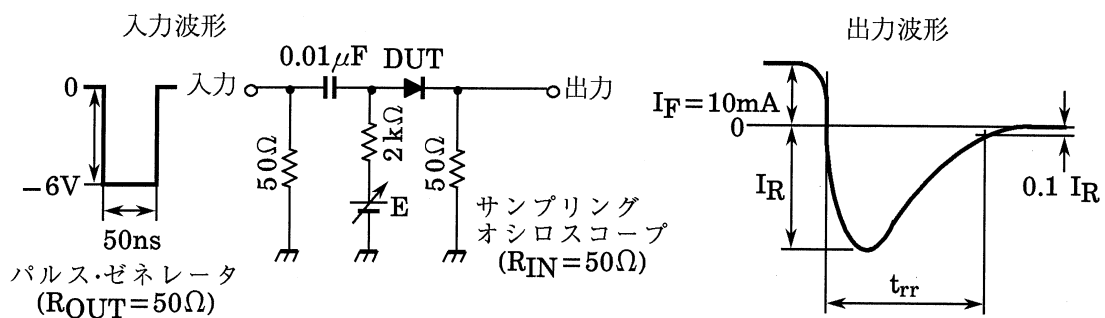 入力波形
0
−6V
50ns
パルス・ゼネレータ
(ROUT=50Ω)
入力
0.01μF
DUT
出力
50Ω
2kΩ
E
50Ω
サンプリング
オシロスコープ
(RIN=50Ω)
出力波形
IF=10mA
0
IR
0.1 IR
trr